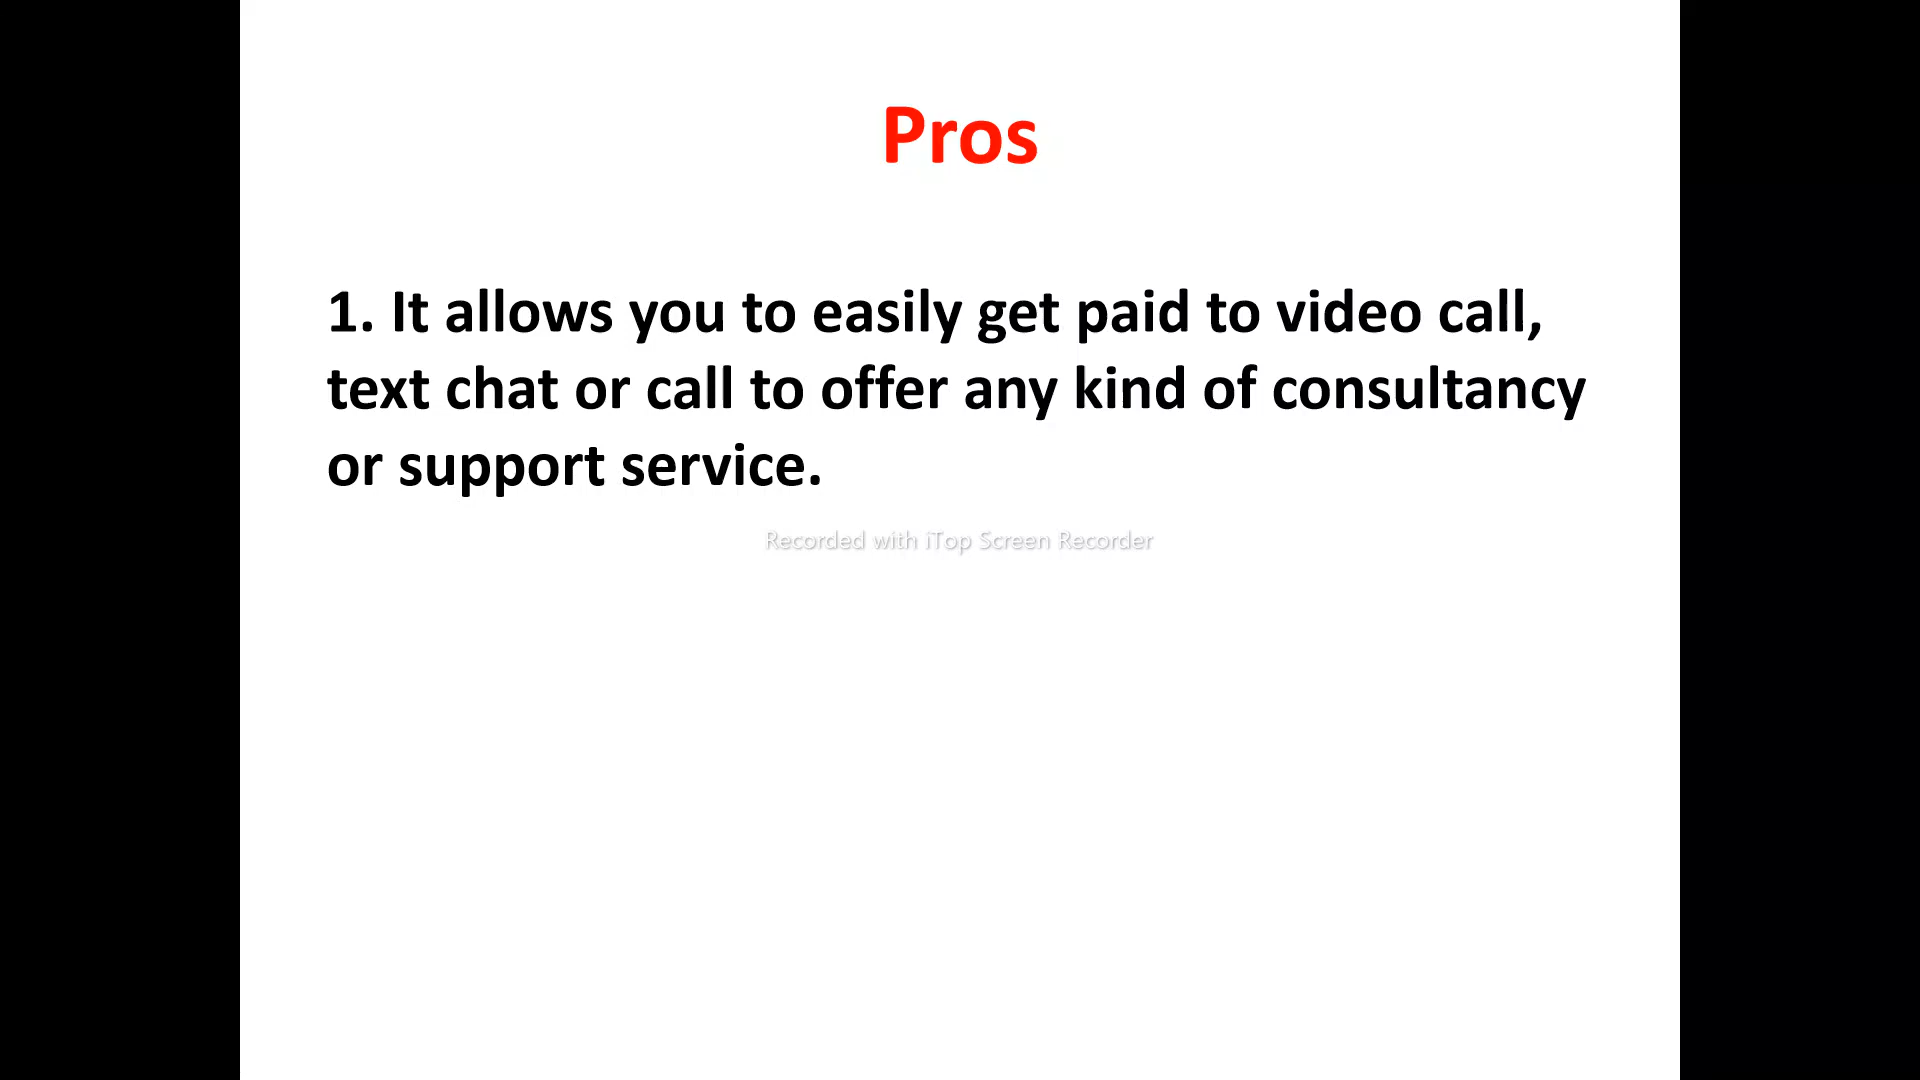 Pros
1. It allows you to easily get paid to video call,
text chat or call to offer any kind of consultancy
or support service.
Recorded with iTop Screen Recorder